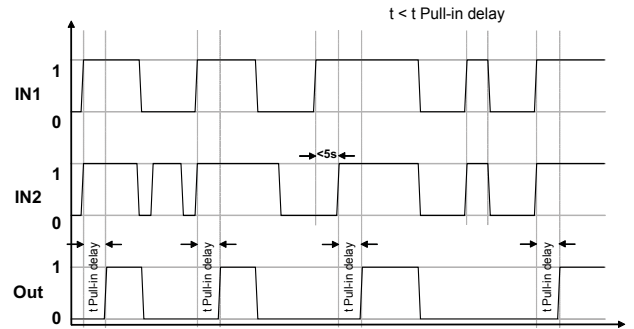 t < t Pull-in delay
1
IN1
0
<5s
1
IN2
0
t Pull-in delay
t Pull-in delay
t Pull-in delay
t Pull-in delay
1
Out
0